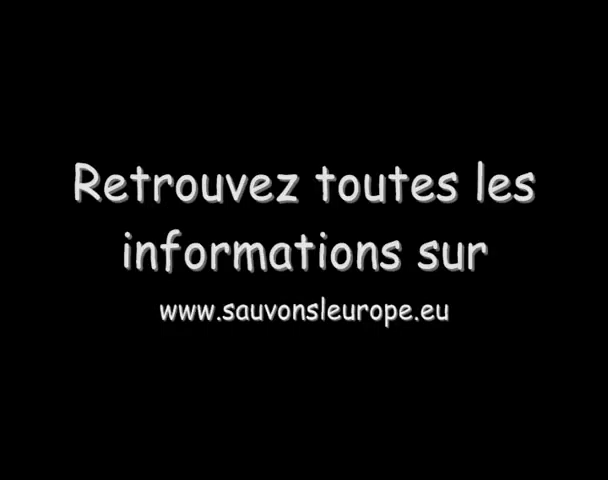 Retrouvez toutes les
informations sur
www.sauvonsleurope.eu